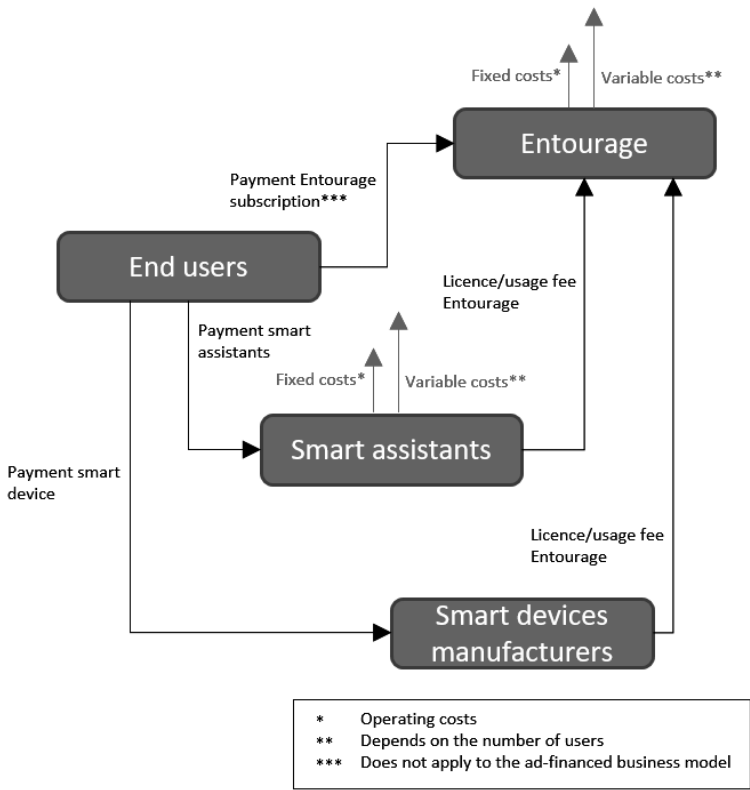 Fixed costs*
Variable costs**
Entourage
Payment Entourage
subscription***
End users
Licence/usage fee
Entourage
Payment smart
assistants
Fixed costs*
Variable costs**
Smart assistants
Payment smart
device
Licence/usage fee
Entourage
Smart devices
manufacturers
* Operating costs
** Depends on the number of users
*** Does not apply to the ad-financed business model